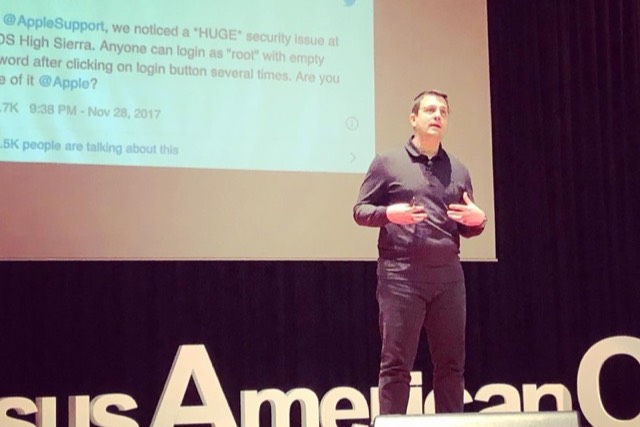 @AppleSupport, we noticed a *HUGE* security issue at
OS High Sierra. Anyone can login as "root" with empty
word after clicking on login button several times. Are you
e of it @Apple?
.7K 9:38 PM - Nov 28, 2017
.5K people are talking about this
sus American C